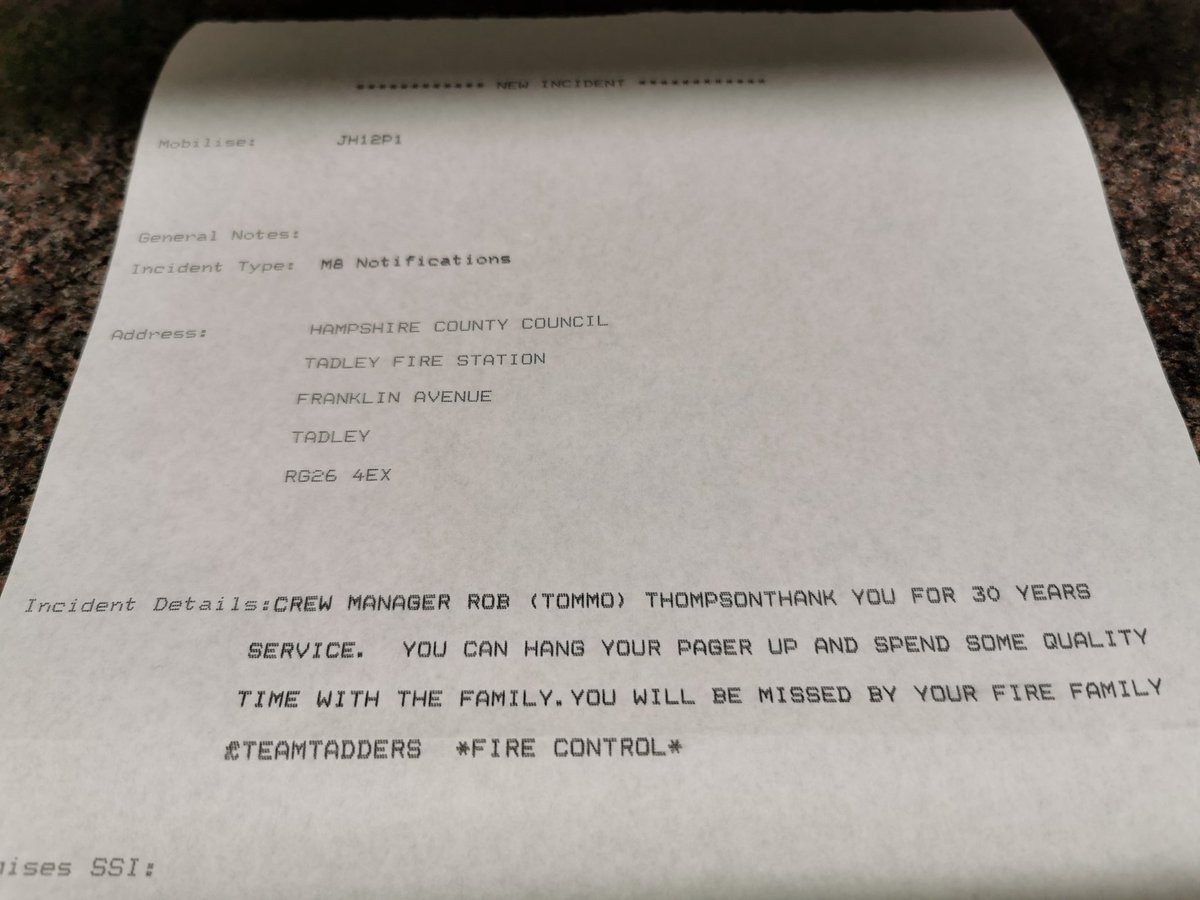 ************ NEW INCIDENT ************
Mobilise: JH12P1
General Notes:
Incident Type: M8 Notifications
Address: HAMPSHIRE COUNTY COUNCIL
TADLEY FIRE STATION
FRANKLIN AVENUE
TADLEY
RG26 4EX
Incident Details:CREW MANAGER ROB (TOMMO) THOMPSONTHANK YOU FOR 30 YEARS
SERVICE. YOU CAN HANG YOUR PAGER UP AND SPEND SOME QUALITY
TIME WITH THE FAMILY.YOU WILL BE MISSED BY YOUR FIRE FAMILY
£TEAMTADDERS *FIRE CONTROL*
SSI: